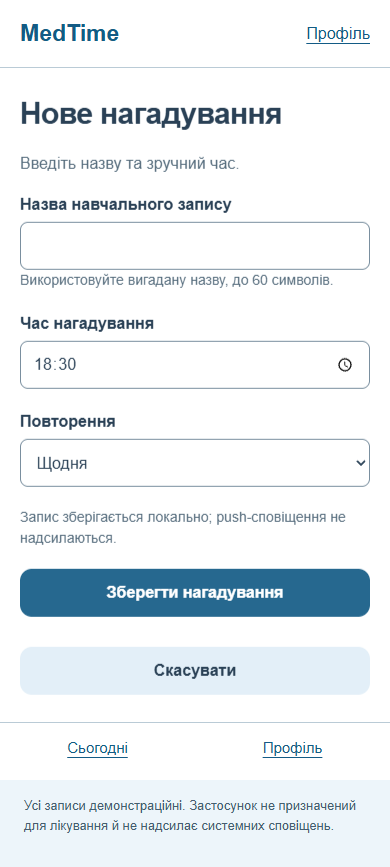 MedTime
Профіль
Нове нагадування
Введіть назву та зручний час.
Назва навчального запису
Використовуйте вигадану назву, до 60 символів.
Час нагадування
18:30
Повторення
Щодня
Запис зберігається локально; push-сповіщення не
надсилаються.
Зберегти нагадування
Скасувати
Сьогодні
Профіль
Усі записи демонстраційні. Застосунок не призначений
для лікування й не надсилає системних сповіщень.